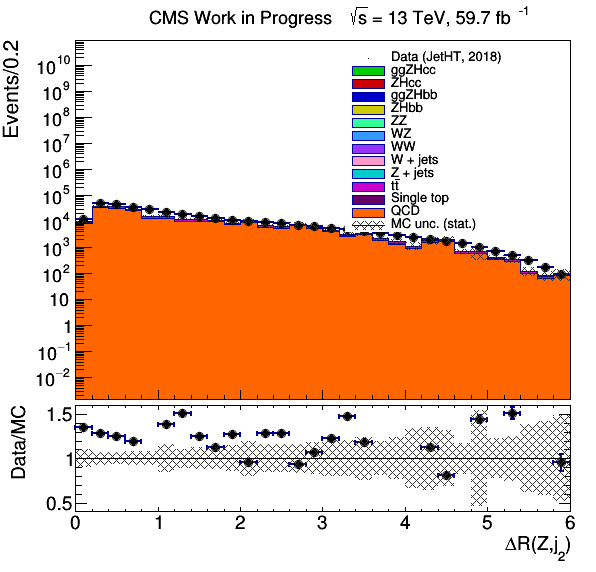 CMS Work in Progress √s = 13 TeV, 59.7 fb⁻¹
Events/0.2
10¹⁰
10⁹
10⁸
10⁷
10⁶
10⁵
10⁴
10³
10²
10
1
10⁻¹
10⁻²
Data (JetHT, 2018)
ggZHcc
ZHcc
ggZHbb
ZHbb
ZZ
WZ
WW
W + jets
Z + jets
tt̄
Single top
QCD
MC unc. (stat.)
Data/MC
1.5
1
0.5
0 1 2 3 4 5 6
ΔR(Z,j₂)